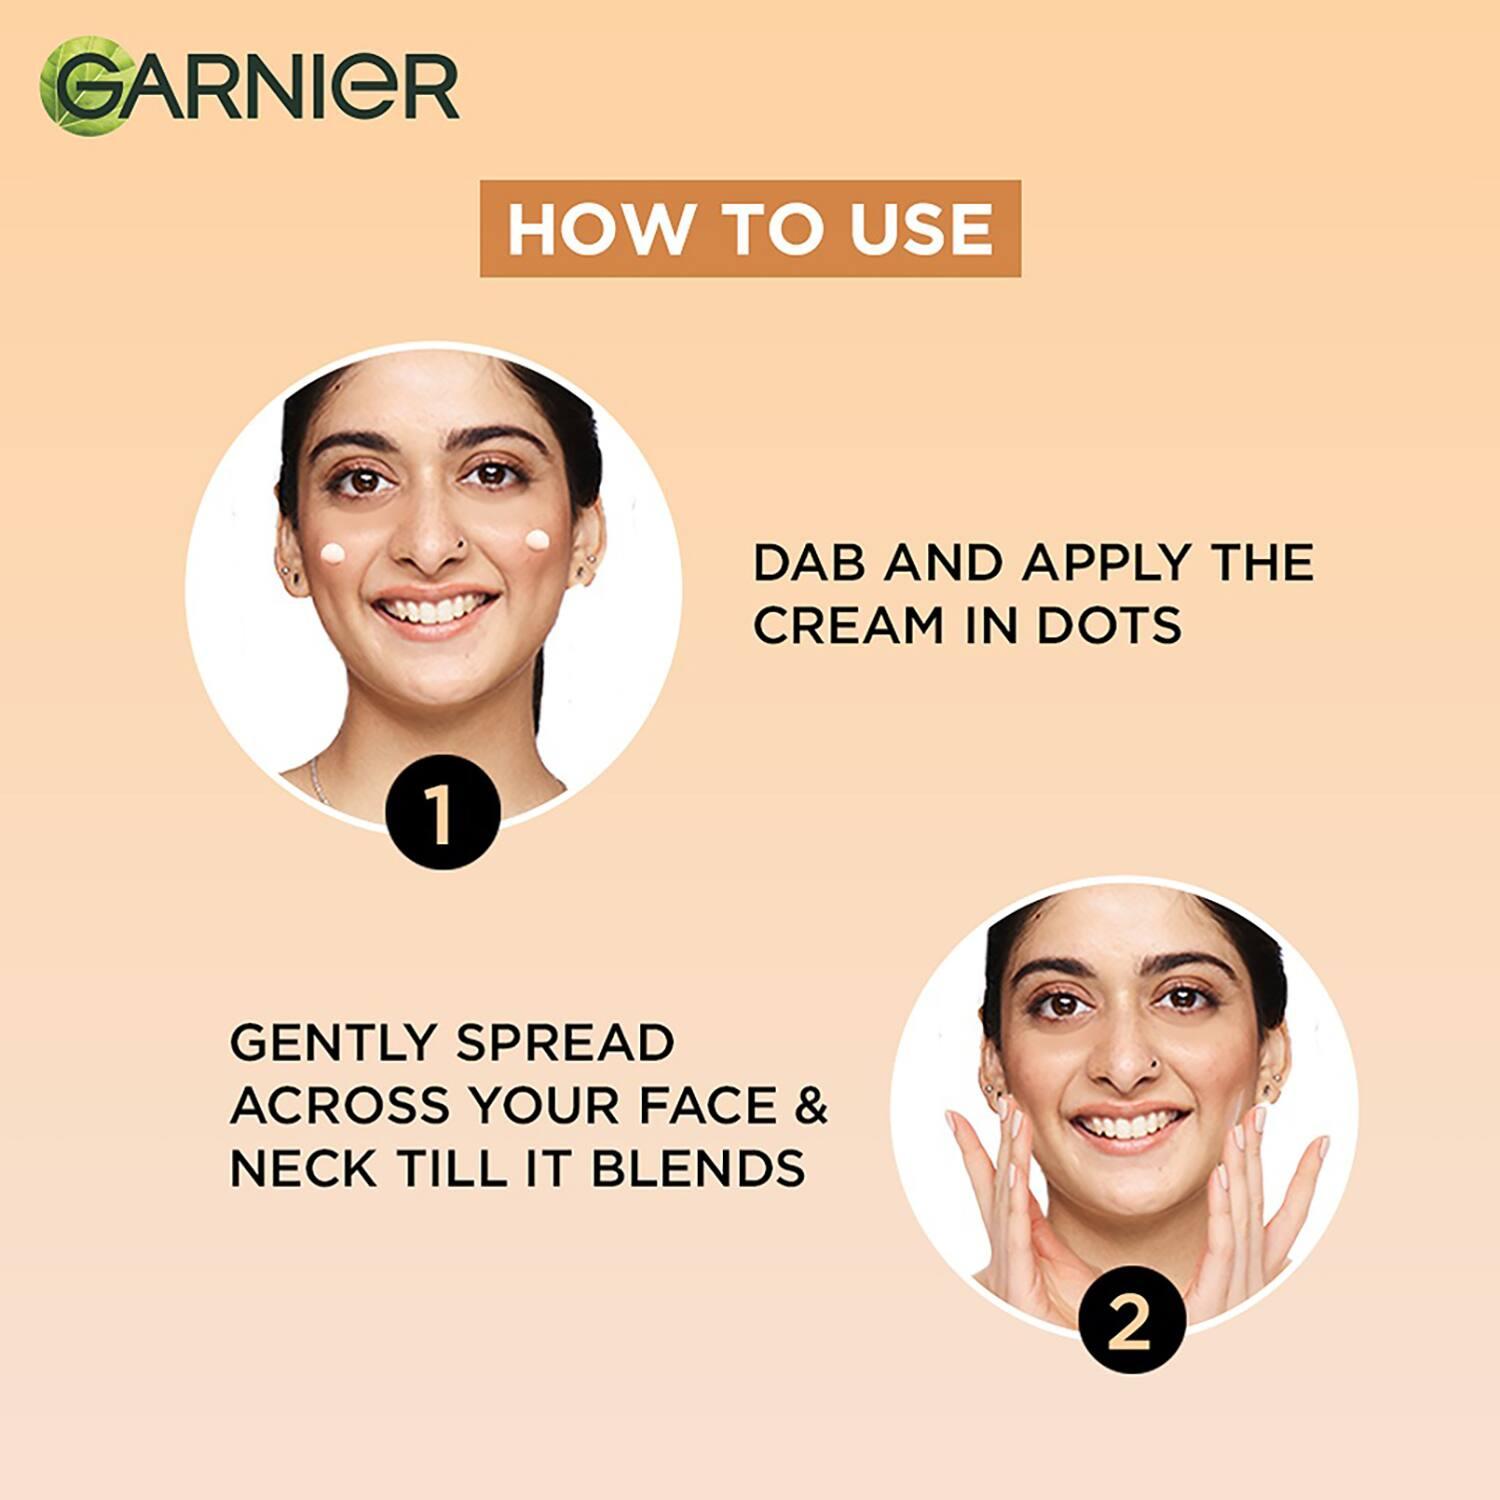 GARNIER
HOW TO USE
DAB AND APPLY THE
CREAM IN DOTS
1
GENTLY SPREAD
ACROSS YOUR FACE &
NECK TILL IT BLENDS
2